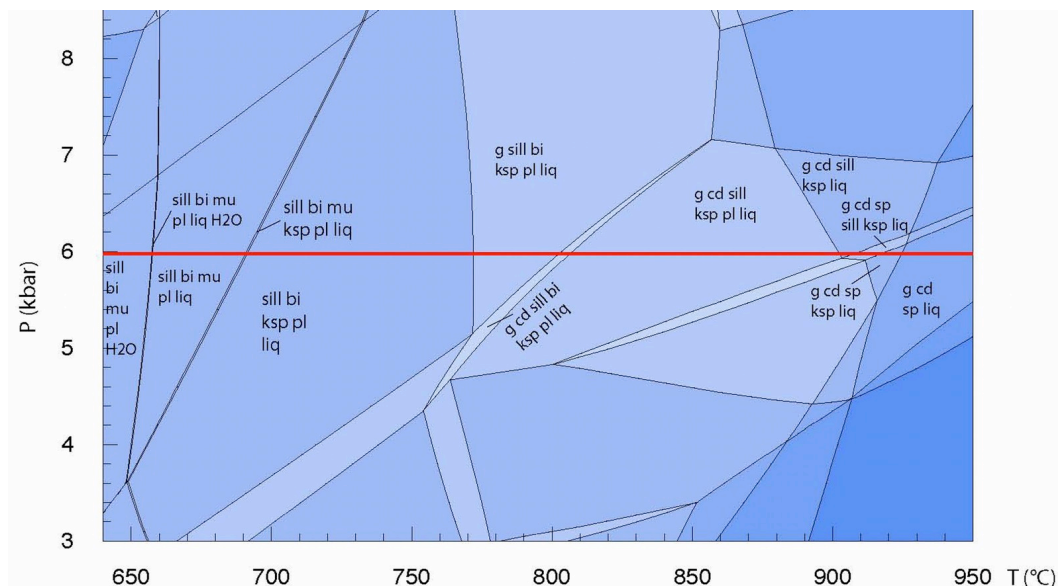 8
7
6
5
4
3
P (kbar)
650
700
750
800
850
900
950
T (°C)
g sill bi
ksp pl liq
g cd sill
ksp liq
g cd sill
ksp pl liq
g cd sp
sill ksp liq
sill bi mu
pl liq H2O
sill bi mu
ksp pl liq
sill
bi
mu
pl
H2O
sill bi mu
pl liq
sill bi
ksp pl
liq
g cd sill bi
ksp pl liq
g cd sp
ksp liq
g cd
sp liq